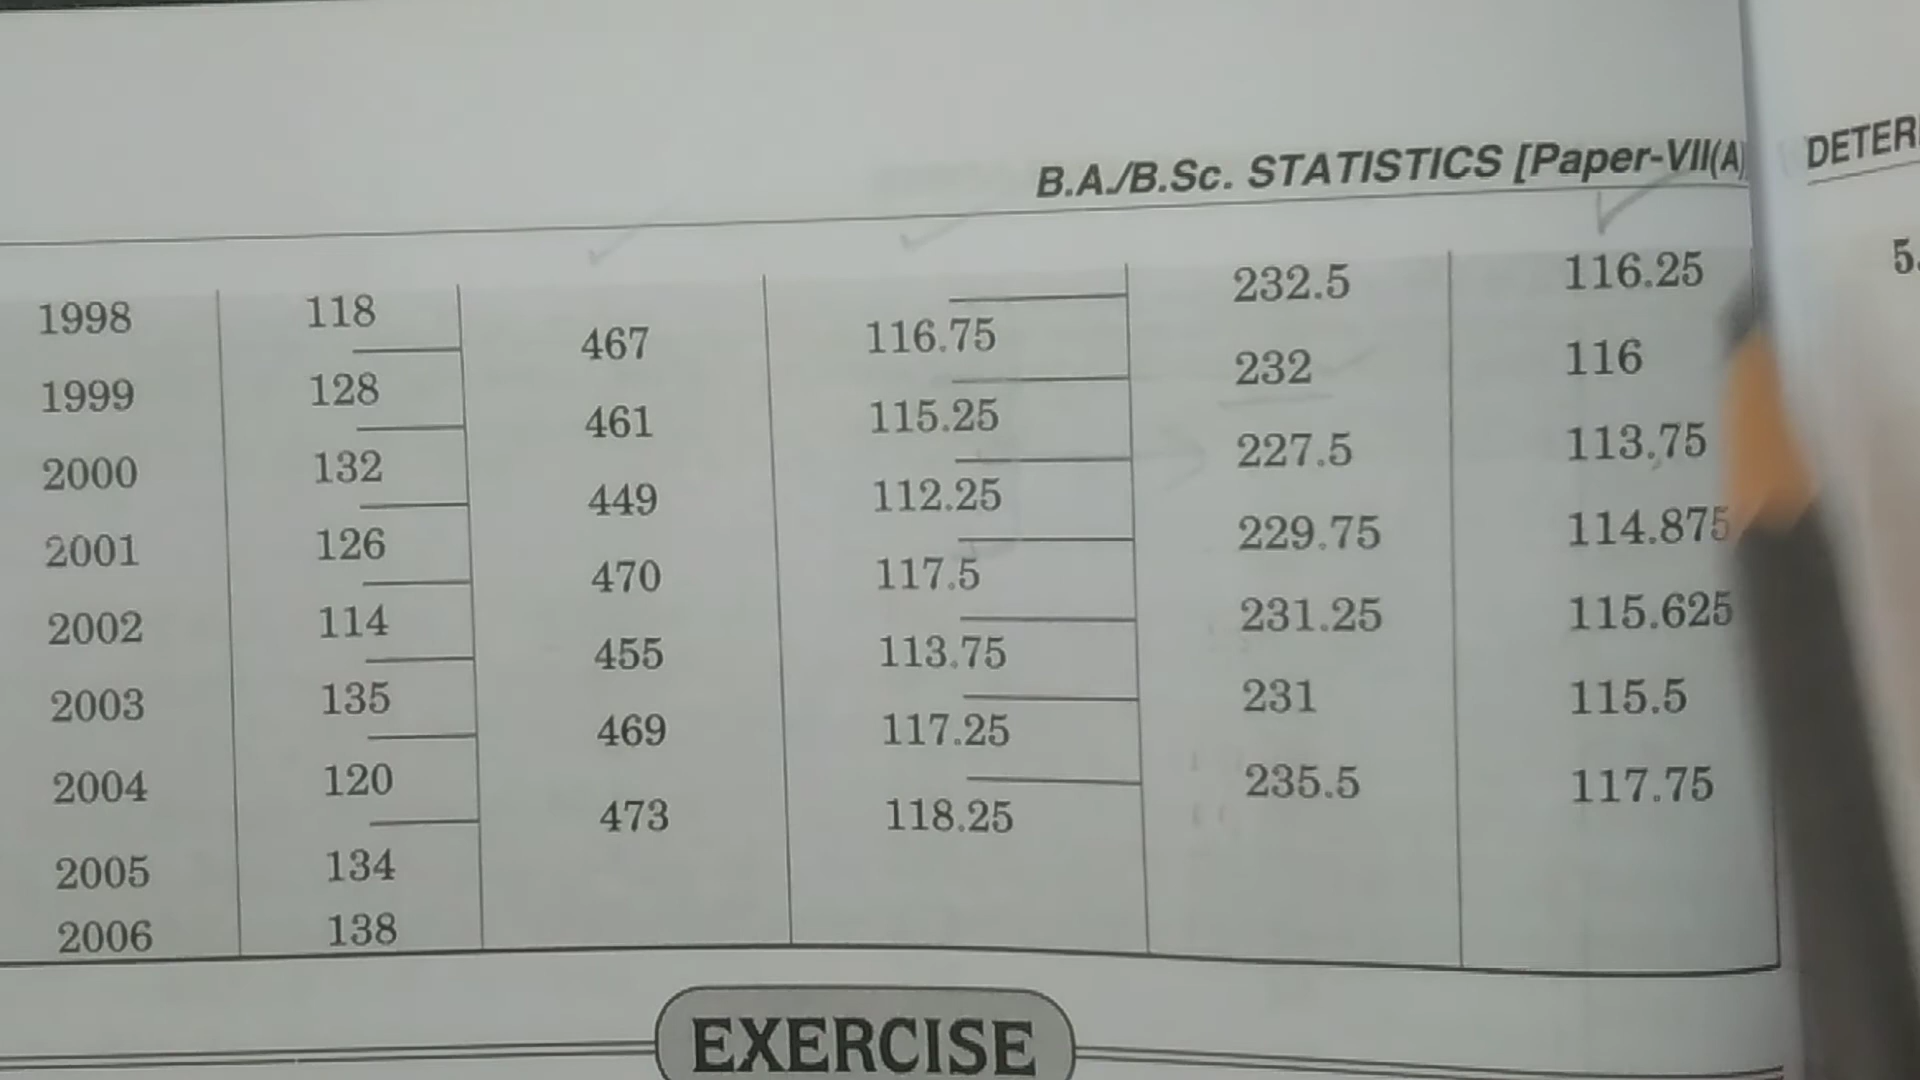 B.A./B.Sc. STATISTICS [Paper-VII(A)
DETER
5.
1998 118 232.5 116.25
467 116.75
1999 128 232 116
461 115.25
2000 132 227.5 113.75
449 112.25
2001 126 229.75 114.875
470 117.5
2002 114 231.25 115.625
455 113.75
2003 135 231 115.5
469 117.25
2004 120 235.5 117.75
473 118.25
2005 134
2006 138
EXERCISE